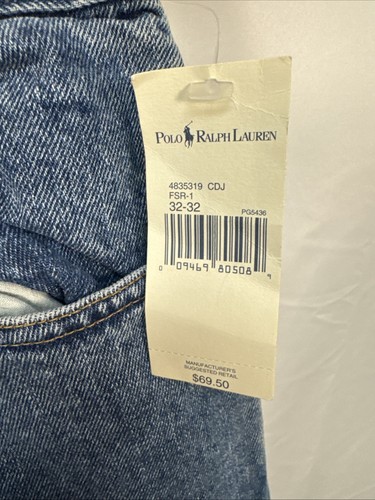 POLO RALPH LAUREN
4835319 CDJ
FSR-1
32-32
PG5436
0 09469 80508 9
MANUFACTURER'S
SUGGESTED RETAIL
$69.50